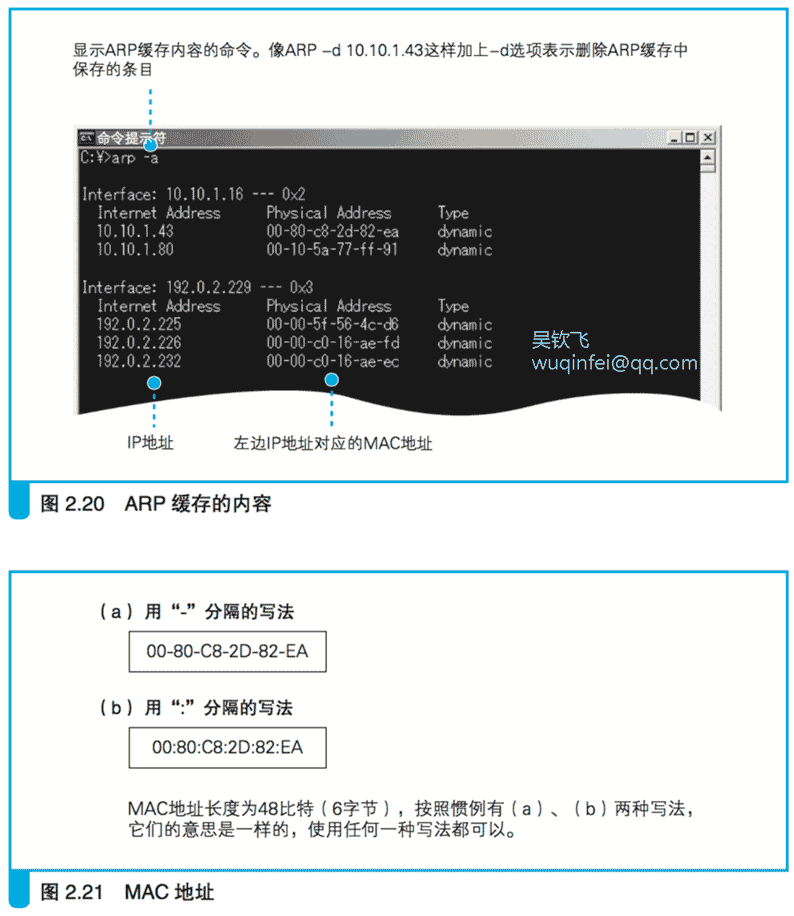 显示ARP缓存内容的命令。像ARP –d 10.10.1.43这样加上–d选项表示删除ARP缓存中
保存的条目
命令提示符
C:¥>arp -a
Interface: 10.10.1.16 --- 0x2
Internet Address Physical Address Type
10.10.1.43 00-80-c8-2d-82-ea dynamic
10.10.1.80 00-10-5a-77-ff-91 dynamic
Interface: 192.0.2.229 --- 0x3
Internet Address Physical Address Type
192.0.2.225 00-00-5f-56-4c-d6 dynamic
192.0.2.226 00-00-c0-16-ae-fd dynamic
192.0.2.232 00-00-c0-16-ae-ec dynamic
吴钦飞
wuqinfei@qq.com
IP地址 左边IP地址对应的MAC地址
图 2.20 ARP 缓存的内容
（a）用“-”分隔的写法
00-80-C8-2D-82-EA
（b）用“:”分隔的写法
00:80:C8:2D:82:EA
MAC地址长度为48比特（6字节），按照惯例有（a）、（b）两种写法，
它们的意思是一样的，使用任何一种写法都可以。
图 2.21 MAC 地址